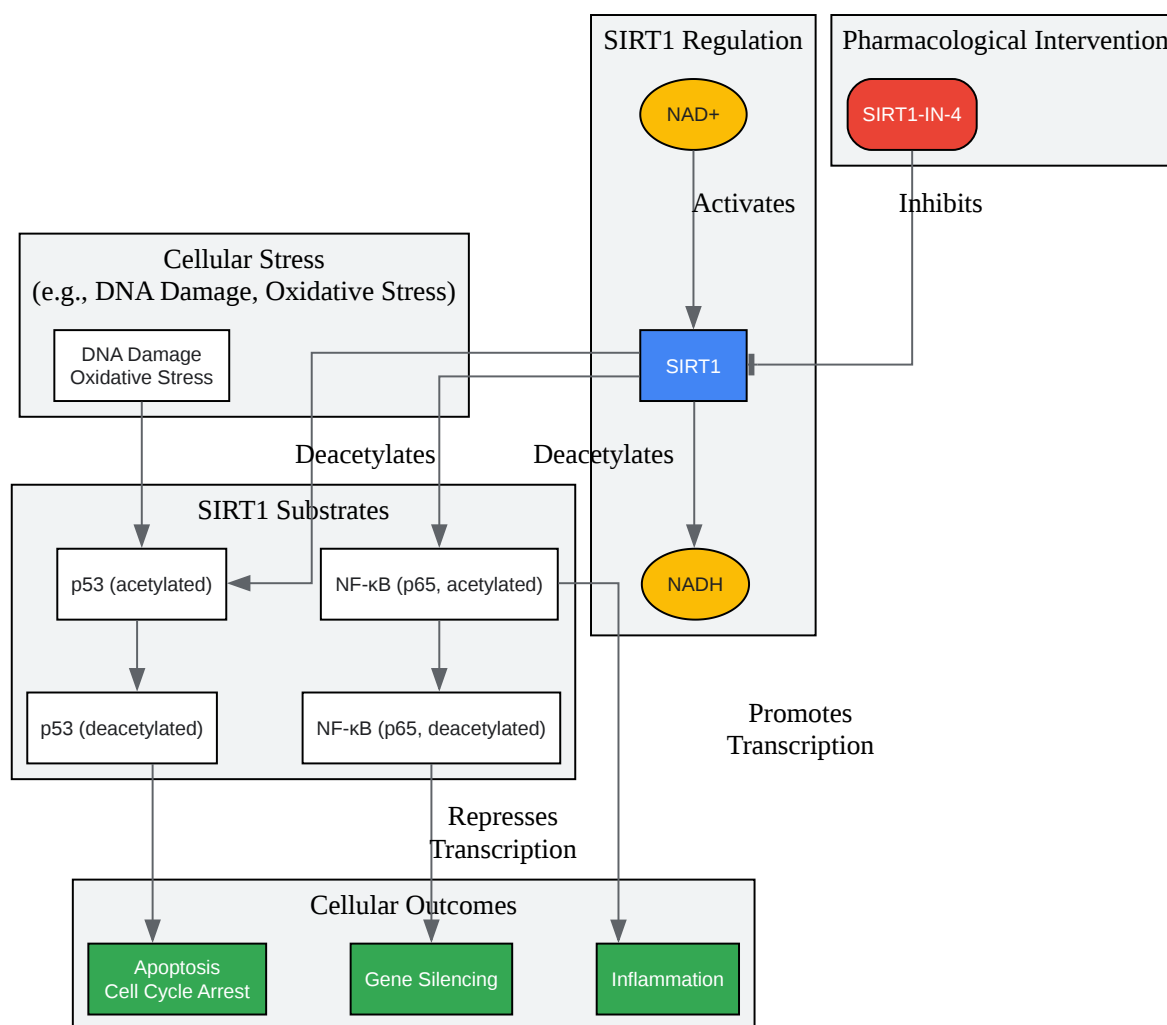 SIRT1 Regulation
Pharmacological Intervention
NAD+
SIRT1-IN-4
Activates
Inhibits
Cellular Stress
(e.g., DNA Damage, Oxidative Stress)
DNA Damage
Oxidative Stress
SIRT1
Deacetylates
Deacetylates
SIRT1 Substrates
p53 (acetylated)
NF-κB (p65, acetylated)
NADH
p53 (deacetylated)
NF-κB (p65, deacetylated)
Promotes
Transcription
Represses
Transcription
Cellular Outcomes
Apoptosis
Cell Cycle Arrest
Gene Silencing
Inflammation